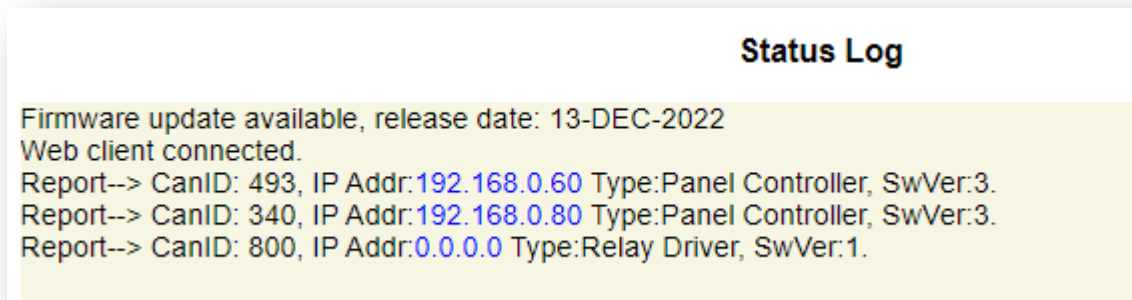 Status Log
Firmware update available, release date: 13-DEC-2022
Web client connected.
Report--> CanID: 493, IP Addr:192.168.0.60 Type:Panel Controller, SwVer:3.
Report--> CanID: 340, IP Addr:192.168.0.80 Type:Panel Controller, SwVer:3.
Report--> CanID: 800, IP Addr:0.0.0.0 Type:Relay Driver, SwVer:1.